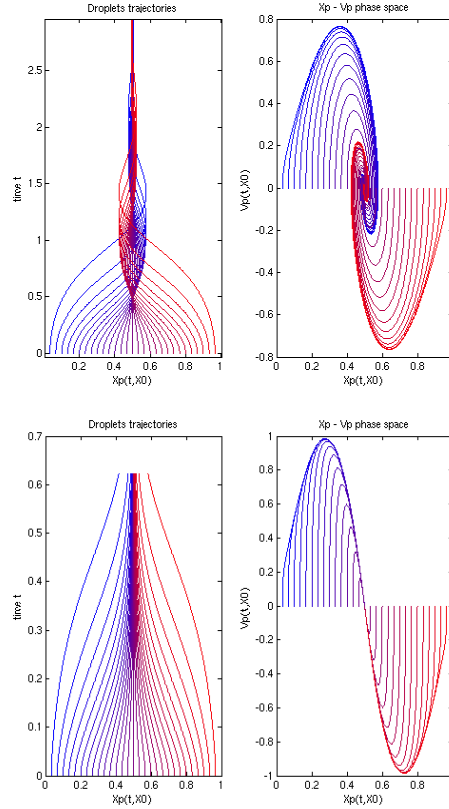 Droplets trajectories
2.5
2
1.5
1
0.5
0
0.2 0.4 0.6 0.8 1
time t
Xp(t,X0)
Xp - Vp phase space
0.8
0.6
0.4
0.2
0
-0.2
-0.4
-0.6
-0.8
0 0.2 0.4 0.6 0.8
Vp(t,X0)
Xp(t,X0)
Droplets trajectories
0.7
0.6
0.5
0.4
0.3
0.2
0.1
0
0 0.2 0.4 0.6 0.8 1
time t
Xp(t,X0)
Xp - Vp phase space
1
0.8
0.6
0.4
0.2
0
-0.2
-0.4
-0.6
-0.8
-1
0 0.2 0.4 0.6 0.8
Vp(t,X0)
Xp(t,X0)